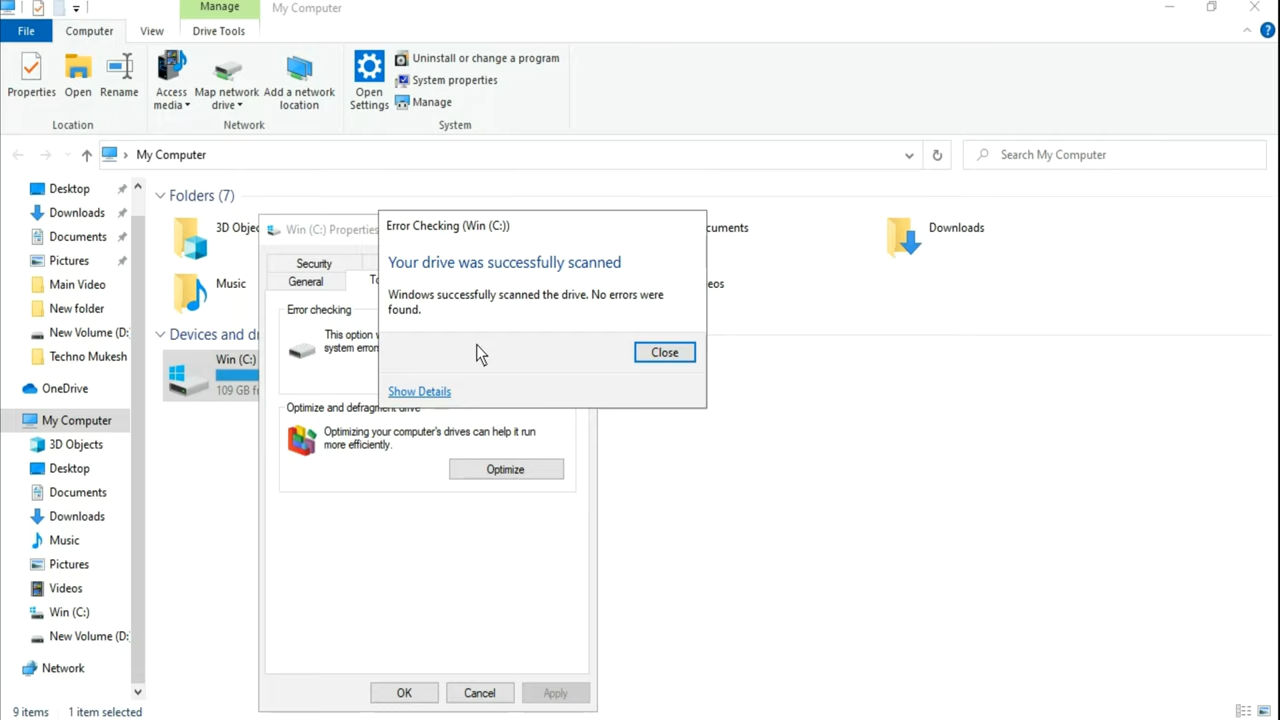 Manage
My Computer
File
Computer
View
Drive Tools
Properties
Open
Rename
Access media
Map network drive
Add a network location
Open Settings
Uninstall or change a program
System properties
Manage
Location
Network
System
My Computer
Search My Computer
Desktop
Downloads
Documents
Pictures
Main Video
New folder
New Volume (D:
Techno Mukesh
OneDrive
My Computer
3D Objects
Desktop
Documents
Downloads
Music
Pictures
Videos
Win (C:)
New Volume (D:
Network
Folders (7)
3D Objec
cuments
Downloads
Music
eos
Devices and dr
Win (C:)
109 GB fr
Win (C:) Properties
Security
General
To
Error checking
This option w
system error
Optimize and defragment drive
Optimizing your computer's drives can help it run
more efficiently.
Optimize
OK
Cancel
Apply
Error Checking (Win (C:))
Your drive was successfully scanned
Windows successfully scanned the drive. No errors were
found.
Close
Show Details
9 items
1 item selected